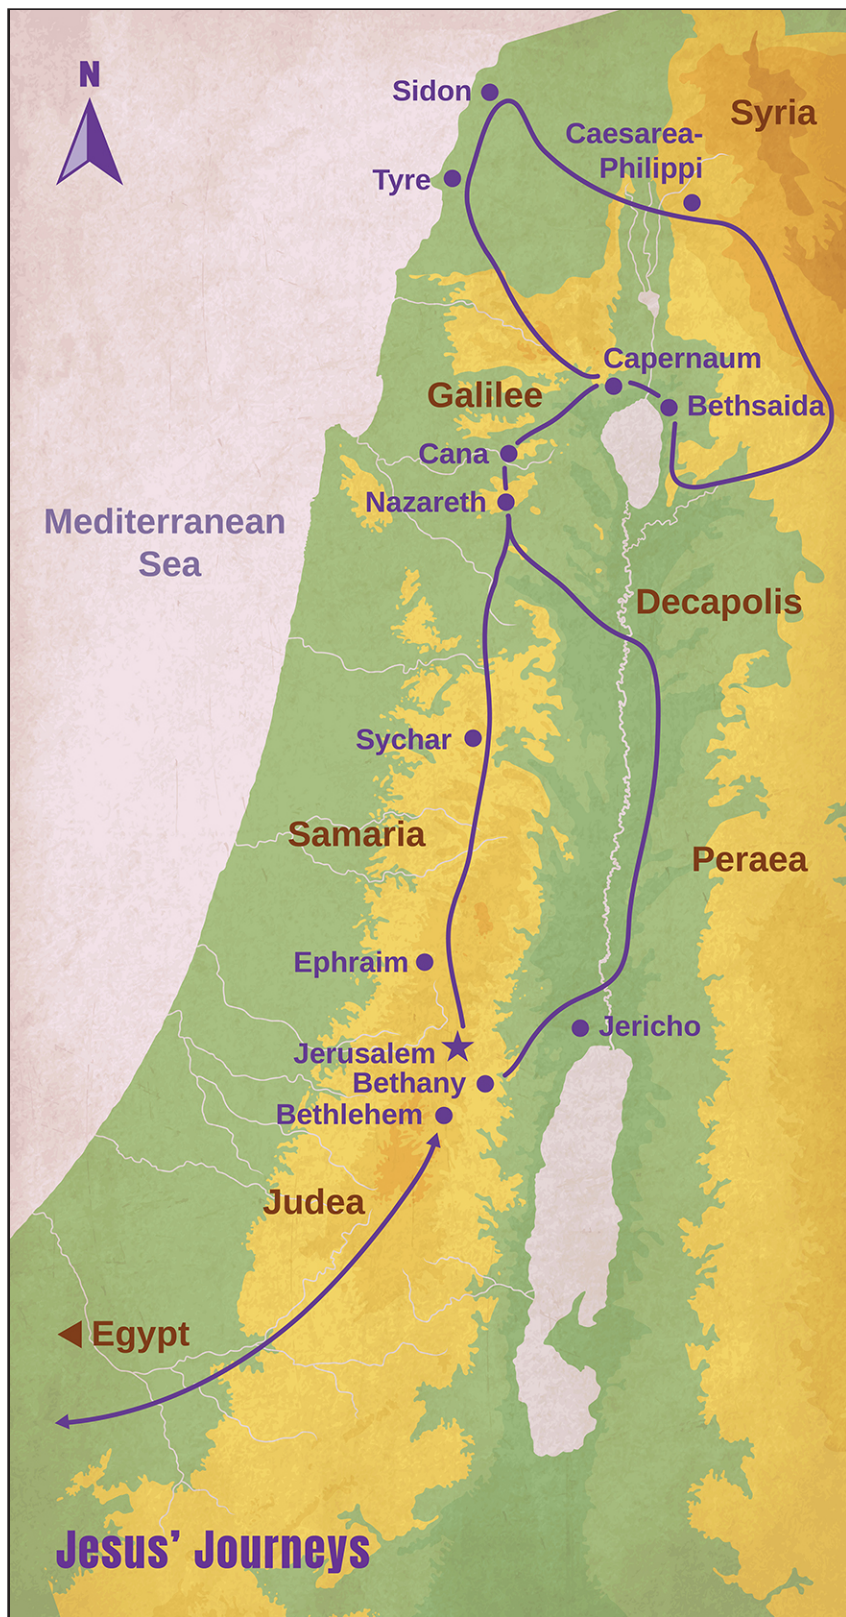 N
Sidon
Syria
Caesarea-
Philippi
Tyre
Capernaum
Galilee
Bethsaida
Cana
Nazareth
Mediterranean
Sea
Decapolis
Sychar
Samaria
Peraea
Ephraim
Jericho
Jerusalem
Bethany
Bethlehem
Judea
Egypt
Jesus’ Journeys